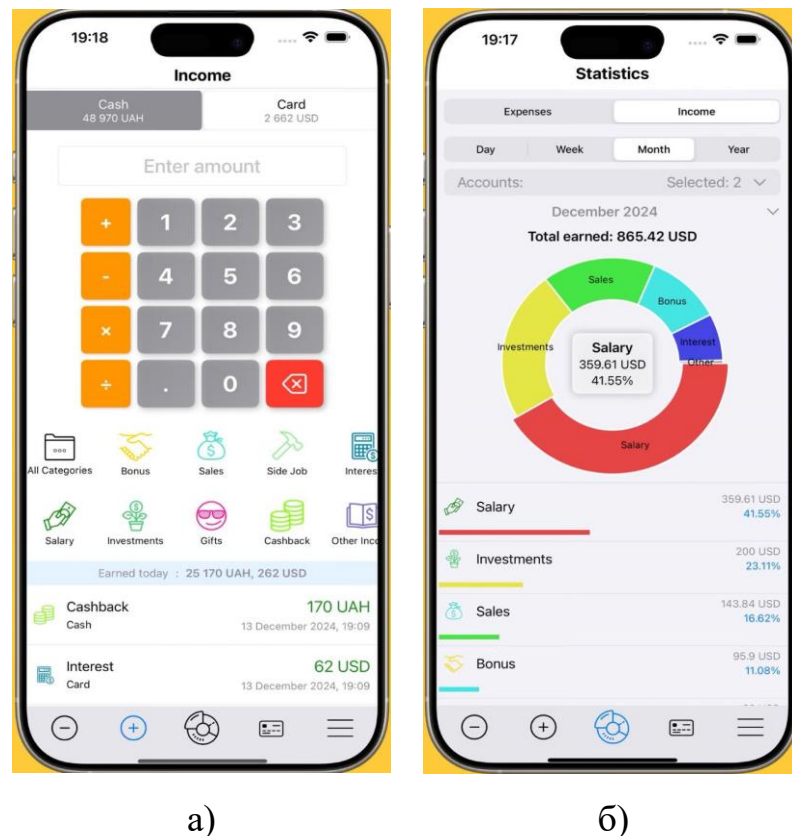 19:18
Income
Cash
48 970 UAH
Card
2 662 USD
Enter amount
+ 1 2 3
- 4 5 6
× 7 8 9
÷ . 0
All Categories Bonus Sales Side Job Interes
Salary Investments Gifts Cashback Other Inco
Earned today : 25 170 UAH, 262 USD
Cashback 170 UAH
Cash 13 December 2024, 19:09
Interest 62 USD
Card 13 December 2024, 19:09
а)
19:17
Statistics
Expenses Income
Day Week Month Year
Accounts: Selected: 2
December 2024
Total earned: 865.42 USD
Sales
Bonus
Investments
Interest
Other...
Salary
359.61 USD
41.55%
Salary
Salary 359.61 USD
41.55%
Investments 200 USD
23.11%
Sales 143.84 USD
16.62%
Bonus 95.9 USD
11.08%
б)